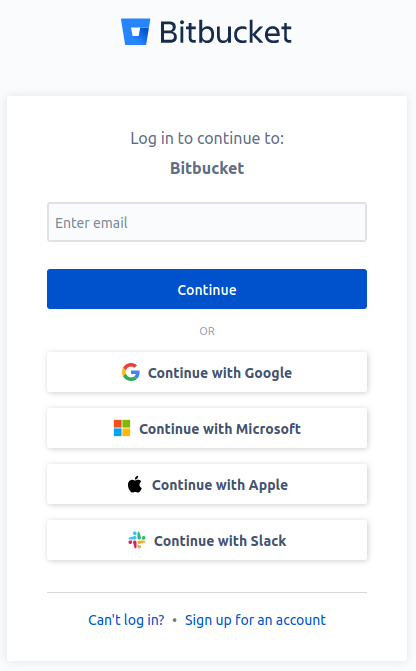 Bitbucket
Log in to continue to:
Bitbucket
Enter email
Continue
OR
Continue with Google
Continue with Microsoft
Continue with Apple
Continue with Slack
Can't log in? • Sign up for an account